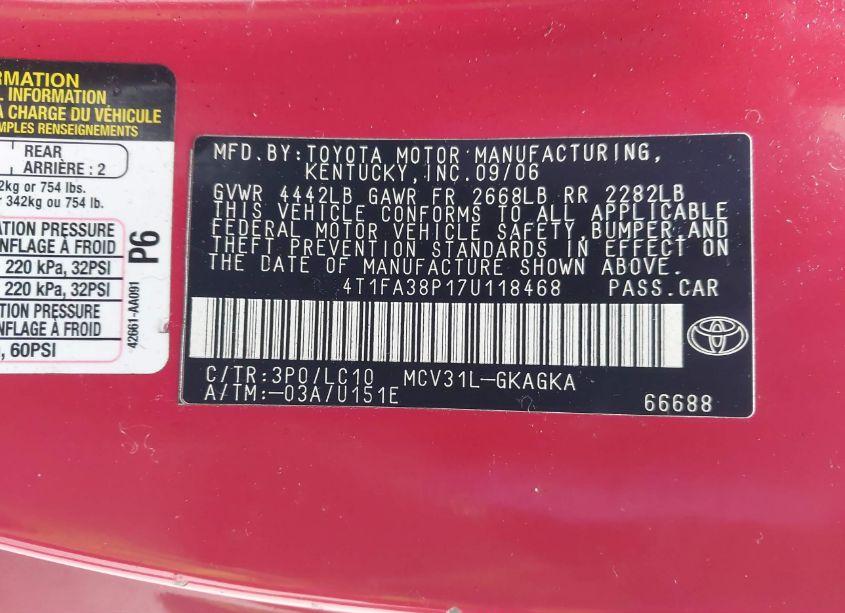 RMATION
L INFORMATION
A CHARGE DU VÉHICULE
MPLES RENSEIGNEMENTS
REAR
ARRIÈRE : 2
2kg or 754 lbs.
r 342kg ou 754 lb.
ATION PRESSURE
NFLAGE À FROID
220 kPa, 32PSI
220 kPa, 32PSI
ATION PRESSURE
NFLAGE À FROID
, 60PSI
P6
42661-AA091
MFD.BY:TOYOTA MOTOR MANUFACTURING,
KENTUCKY,INC.09/06
GVWR 4442LB GAWR FR 2668LB RR 2282LB
THIS VEHICLE CONFORMS TO ALL APPLICABLE
FEDERAL MOTOR VEHICLE SAFETY,BUMPER,AND
THEFT PREVENTION STANDARDS IN EFFECT ON
THE DATE OF MANUFACTURE SHOWN ABOVE.
4T1FA38P17U118468 PASS.CAR
C/TR:3P0/LC10 MCV31L-GKAGKA
A/TM:-03A/U151E
66688
TOYOTA